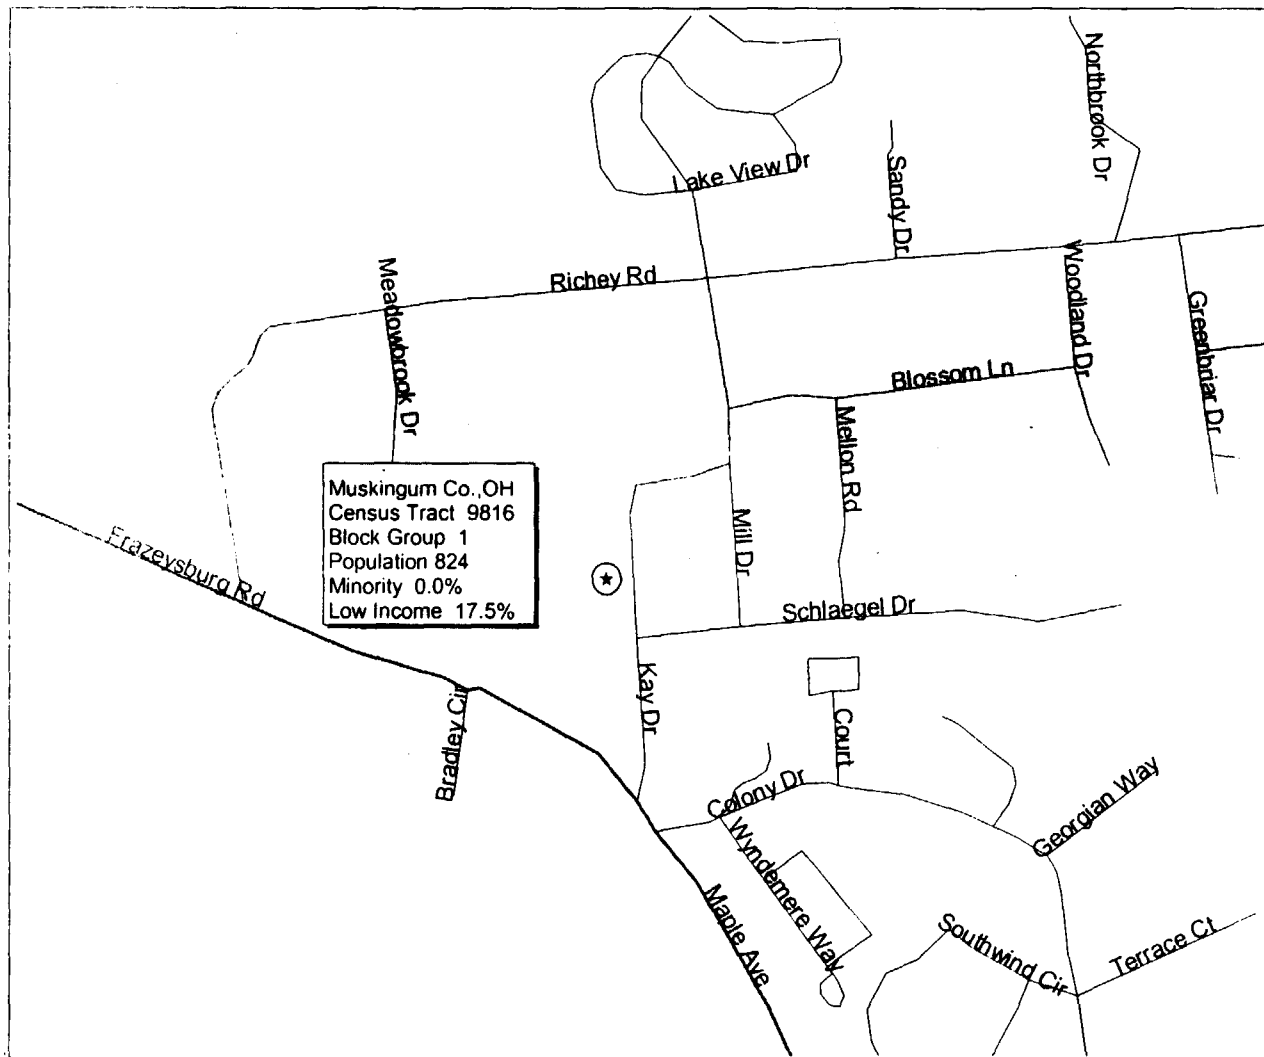 Northbrook Dr
Lake View Dr
Sandy Dr
Woodland Dr
Meadowbrook Dr
Richey Rd
Greenbriar Dr
Blossom Ln
Mellon Rd
Muskingum Co.,OH
Census Tract 9816
Block Group 1
Population 824
Minority 0.0%
Low Income 17.5%
Mill Dr
Frazeysburg Rd
Schlaegel Dr
Kay Dr
Bradley Cir
Court
Colony Dr
Georgian Way
Wyndemere Way
Maple Ave
Southwind Cir
Terrace Ct